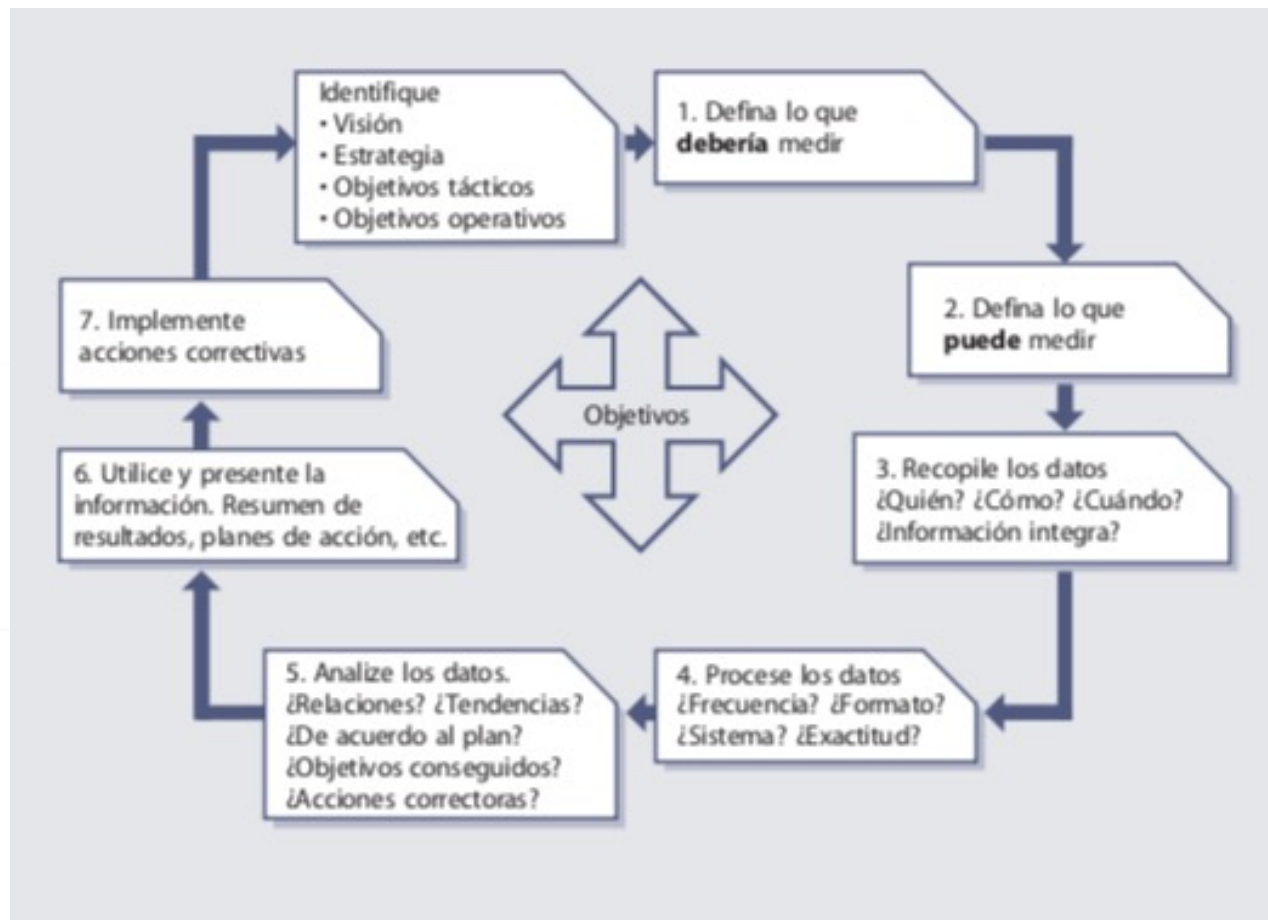 Identifique
• Visión
• Estrategia
• Objetivos tácticos
• Objetivos operativos
1. Defina lo que
debería medir
2. Defina lo que
puede medir
3. Recopile los datos
¿Quién? ¿Cómo? ¿Cuándo?
¿Información integra?
4. Procese los datos
¿Frecuencia? ¿Formato?
¿Sistema? ¿Exactitud?
5. Analize los datos.
¿Relaciones? ¿Tendencias?
¿De acuerdo al plan?
¿Objetivos conseguidos?
¿Acciones correctoras?
6. Utilice y presente la
información. Resumen de
resultados, planes de acción, etc.
7. Implemente
acciones correctivas
Objetivos